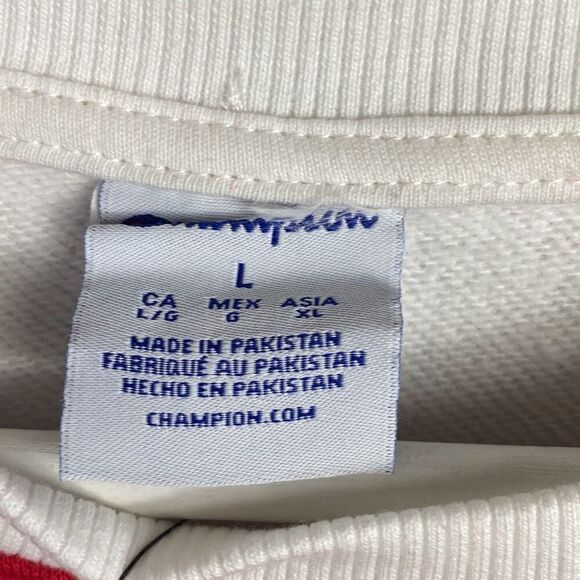 Champion
L
CA MEX ASIA
L/G G XL
MADE IN PAKISTAN
FABRIQUÉ AU PAKISTAN
HECHO EN PAKISTAN
CHAMPION.COM